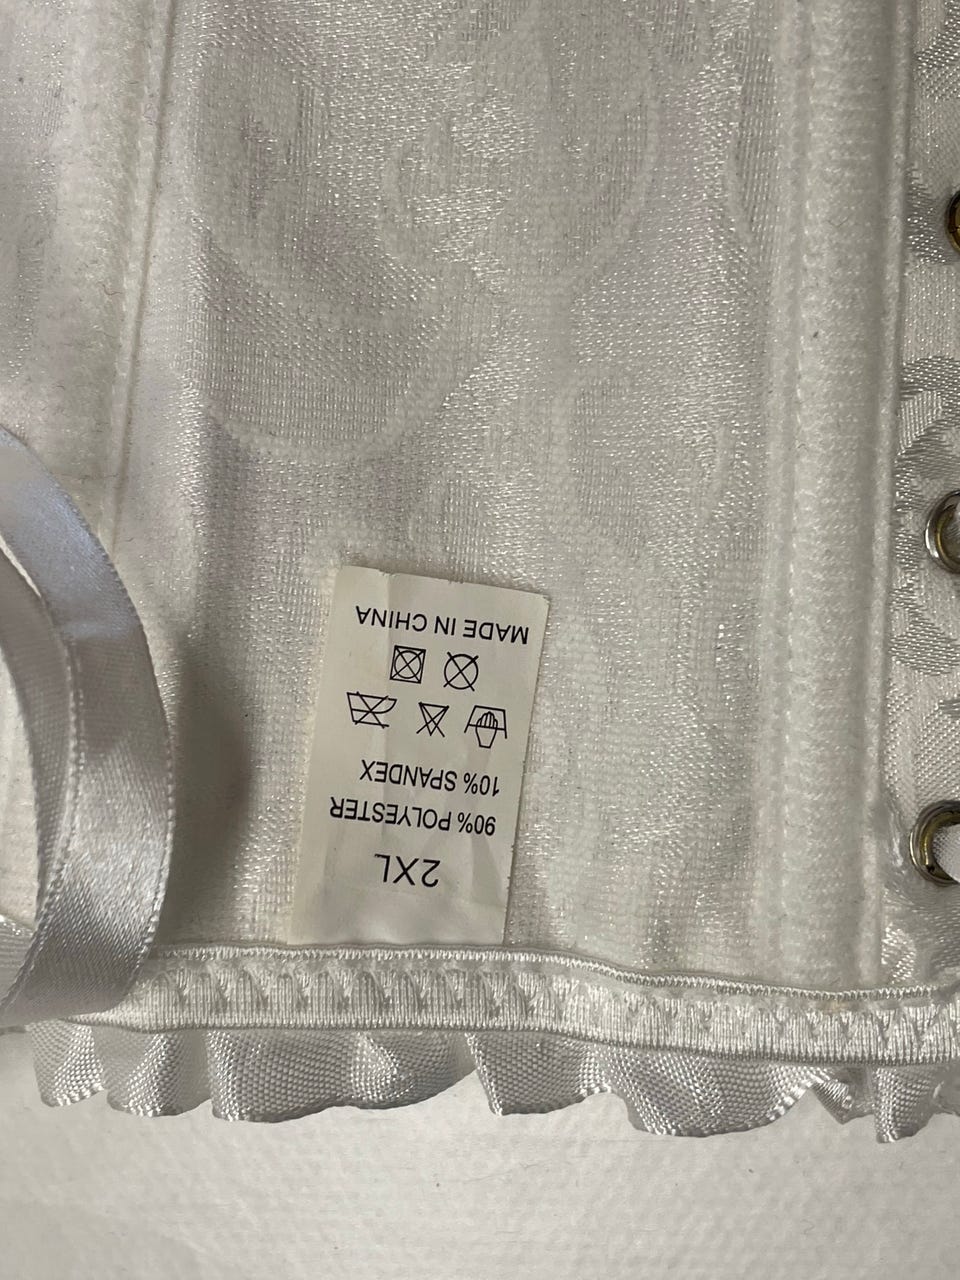 2XL
90% POLYESTER
10% SPANDEX
MADE IN CHINA